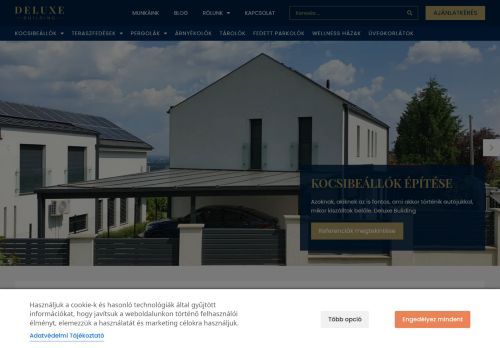 DELUXE
BUILDING
MUNKÁINK BLOG RÓLUNK KAPCSOLAT
Keresés...
AJÁNLATKÉRÉS
KOCSIBEÁLLÓK TERASZFEDÉSEK PERGOLÁK ÁRNYÉKOLÓK TÁROLÓK FEDETT PARKOLÓK WELLNESS HÁZAK ÜVEGKORLÁTOK
KOCSIBEÁLLÓK ÉPÍTÉSE
Azoknak, akiknek az is fontos, ami akkor történik autójukkal,
mikor kiszálltak belőle. Deluxe Building
Referenciák megtekintése
Használjuk a cookie-k és hasonló technológiák által gyűjtött
információkat, hogy javítsuk a weboldalunkon történő felhasználói
élményt, elemezzük a használatát és marketing célokra használjuk.
Adatvédelmi Tájékoztató
Több opció
Engedélyez mindent